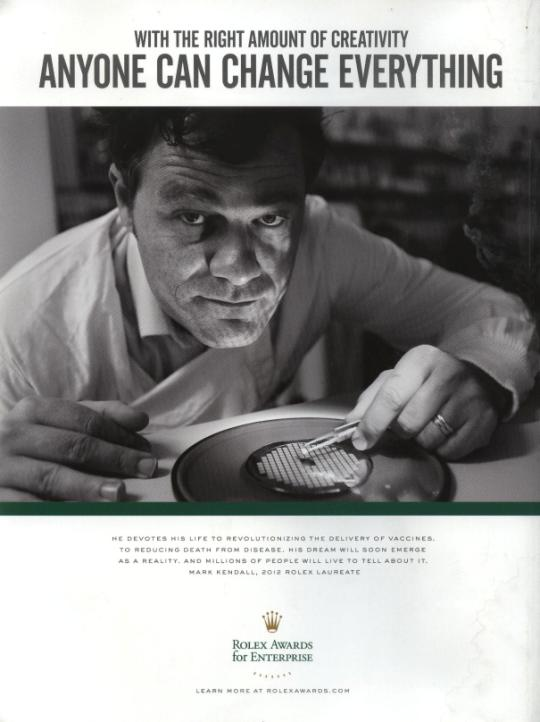 WITH THE RIGHT AMOUNT OF CREATIVITY
ANYONE CAN CHANGE EVERYTHING
HE DEVOTES HIS LIFE TO REVOLUTIONIZING THE DELIVERY OF VACCINES.
TO REDUCING DEATH FROM DISEASE. HIS DREAM WILL SOON EMERGE
AS A REALITY. AND MILLIONS OF PEOPLE WILL LIVE TO TELL ABOUT IT.
MARK KENDALL, 2012 ROLEX LAUREATE
ROLEX AWARDS
for ENTERPRISE
LEARN MORE AT ROLEXAWARDS.COM